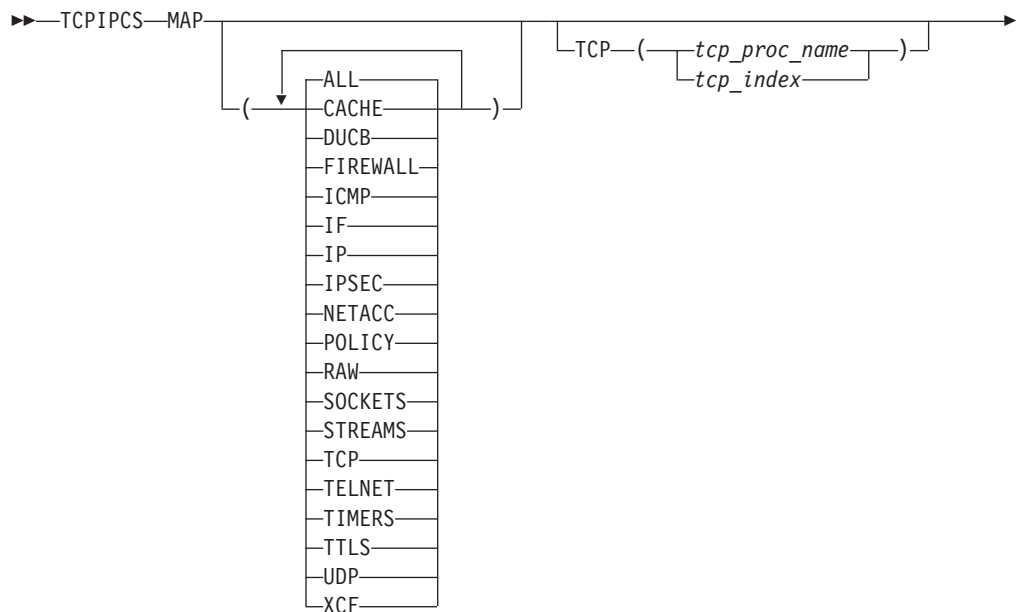 TCPIPCS MAP
TCP ( tcp_proc_name )
tcp_index
( ALL )
CACHE
DUCB
FIREWALL
ICMP
IF
IP
IPSEC
NETACC
POLICY
RAW
SOCKETS
STREAMS
TCP
TELNET
TIMERS
TTLS
UDP
XCF